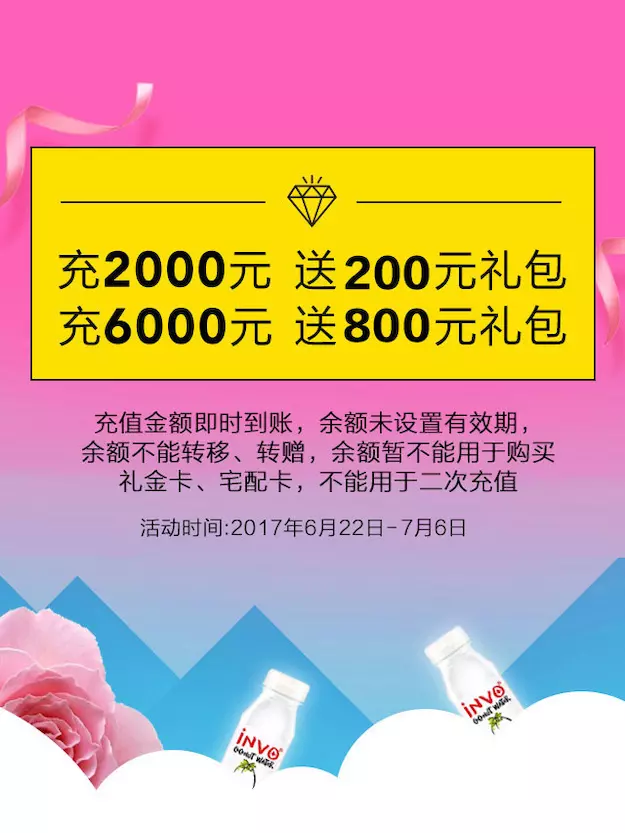 充2000元 送200元礼包
充6000元 送800元礼包
充值金额即时到账，余额未设置有效期，
余额不能转移、转赠，余额暂不能用于购买
礼金卡、宅配卡，不能用于二次充值
活动时间:2017年6月22日-7月6日
iNVO
COCONUT WATER
iNVO
COCONUT WATER